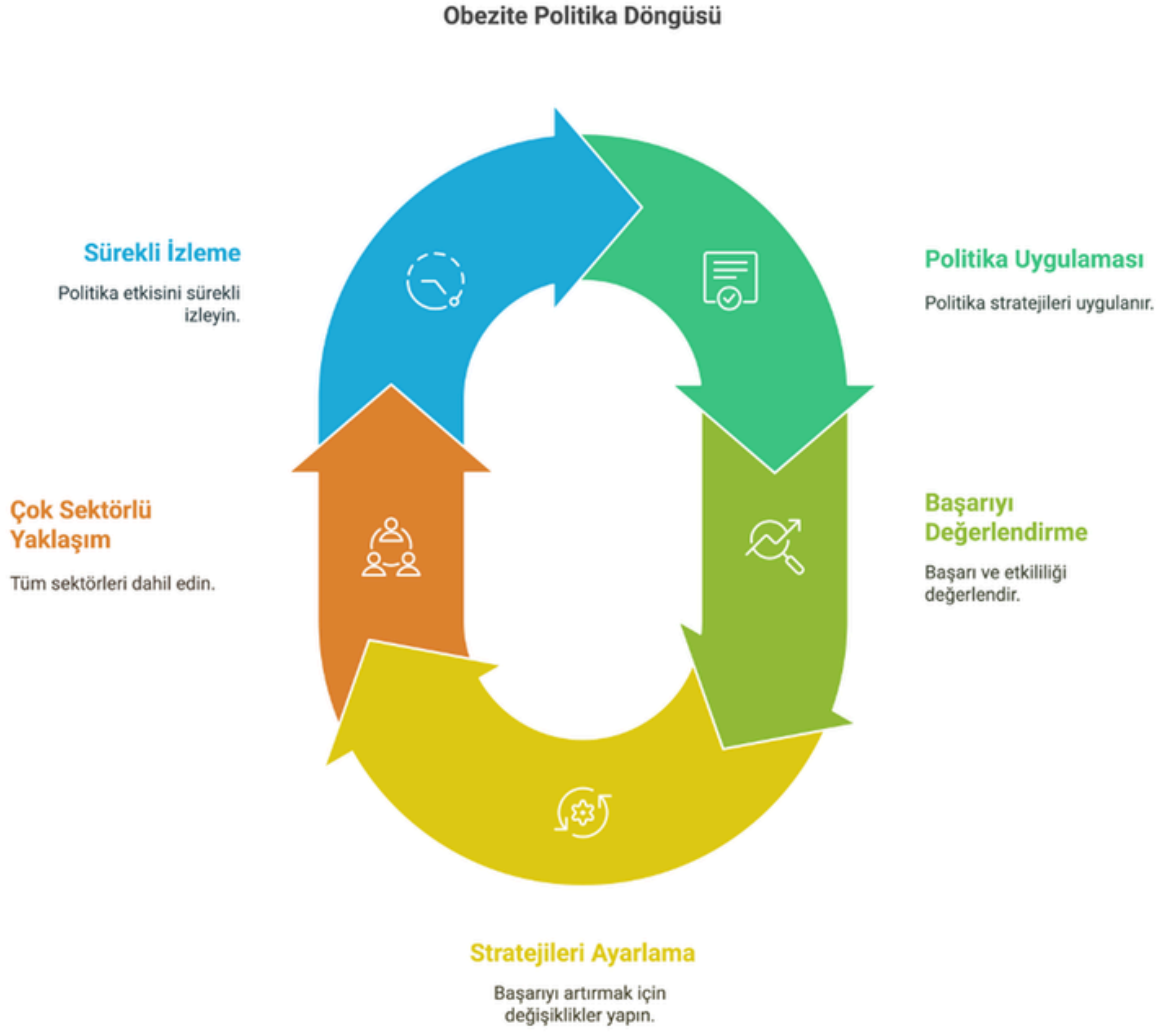 Obezite Politika Döngüsü
Sürekli İzleme
Politika etkisini sürekli
izleyin.
Politika Uygulaması
Politika stratejileri uygulanır.
Çok Sektörlü
Yaklaşım
Tüm sektörleri dahil edin.
Başarıyı
Değerlendirme
Başarı ve etkililiği
değerlendir.
Stratejileri Ayarlama
Başarıyı artırmak için
değişiklikler yapın.